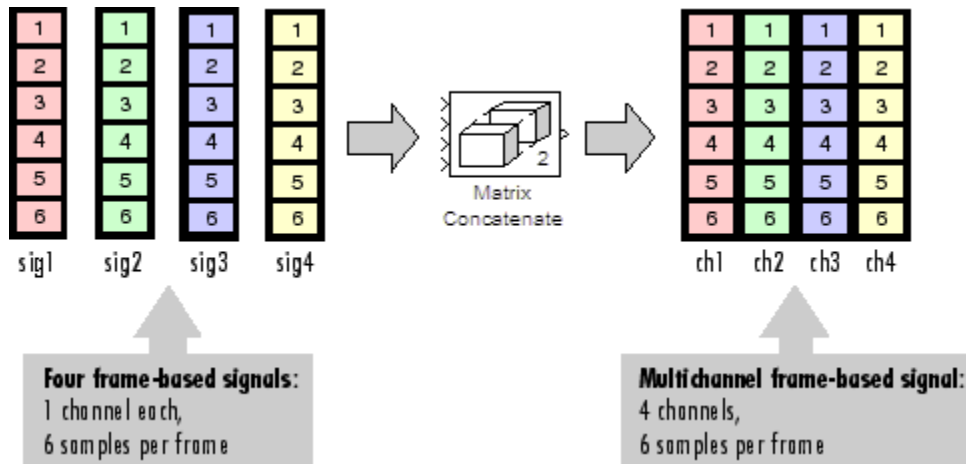 1 1 1 1 1 1 1 1
2 2 2 2 2 2 2 2
3 3 3 3 3 3 3 3
4 4 4 4 4 4 4 4
5 5 5 5 5 5 5 5
6 6 6 6 6 6 6 6
2
Matrix
Concatenate
sig1 sig2 sig3 sig4
ch1 ch2 ch3 ch4
Four frame-based signals:
1 channel each,
6 samples per frame
Multichannel frame-based signal:
4 channels,
6 samples per frame